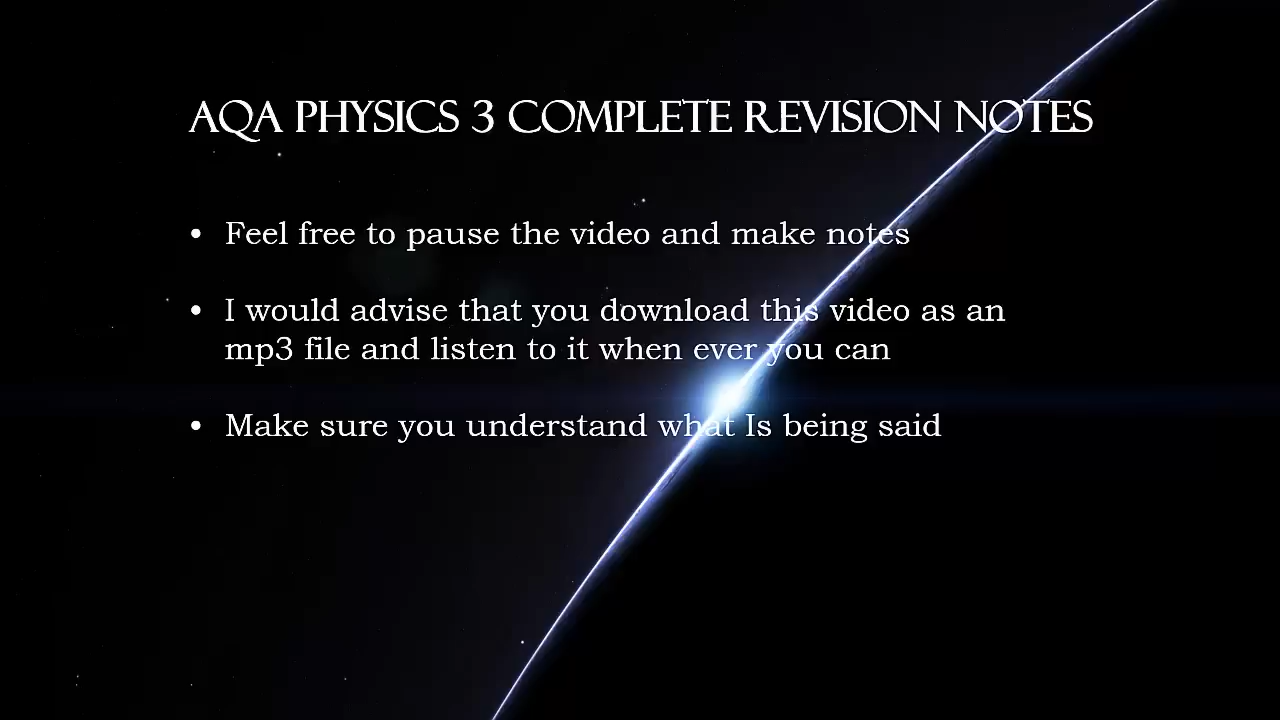 AQA PHYSICS 3 COMPLETE REVISION NOTES
• Feel free to pause the video and make notes
• I would advise that you download this video as an
mp3 file and listen to it when ever you can
• Make sure you understand what Is being said